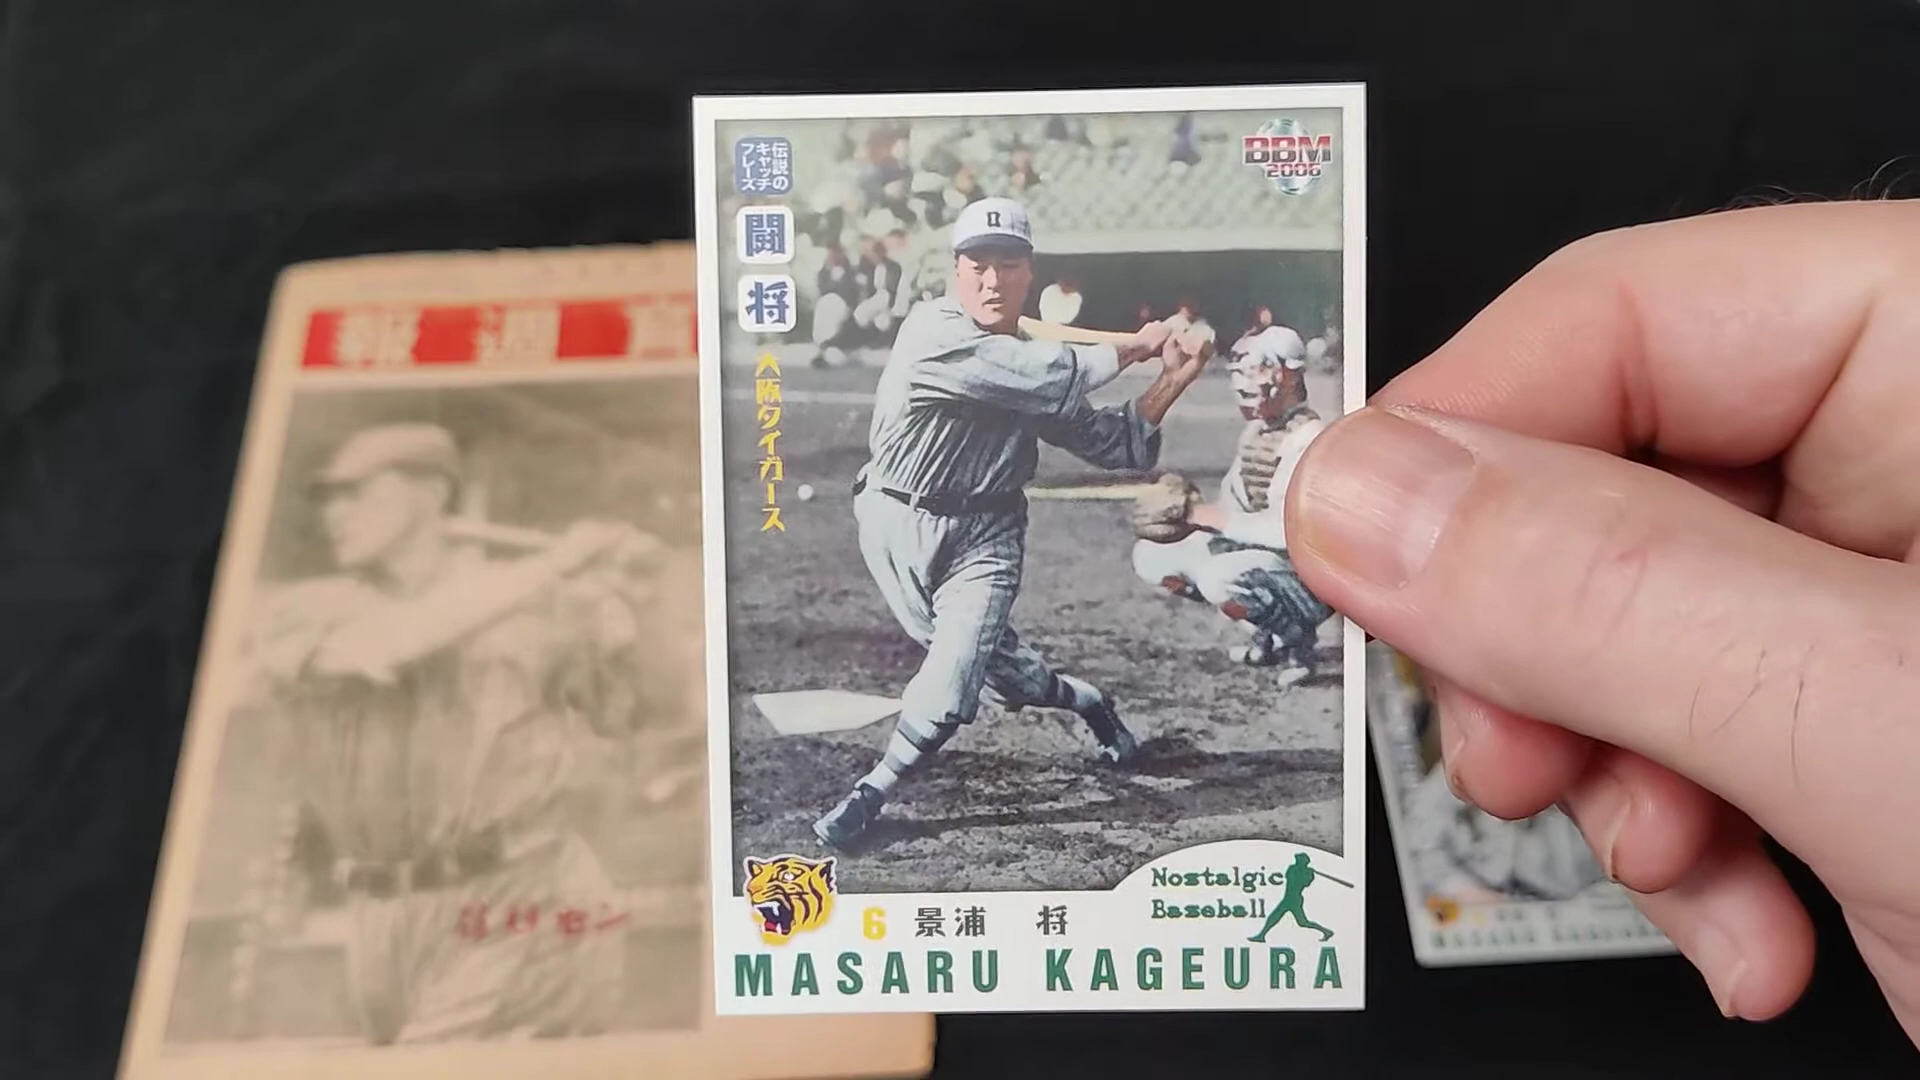 伝説の
キャッチ
フレーズ
闘将
大阪タイガース
BBM
2006
Nostalgic
Baseball
6 景浦 将
MASARU KAGEURA
週